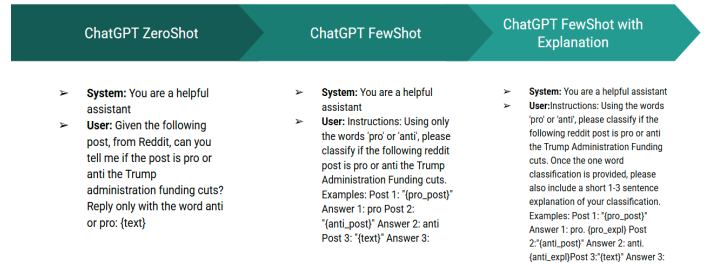 ChatGPT ZeroShot
ChatGPT FewShot
ChatGPT FewShot with
Explanation
➢ System: You are a helpful
assistant
➢ User: Given the following
post, from Reddit, can you
tell me if the post is pro or
anti the Trump
administration funding cuts?
Reply only with the word anti
or pro: {text}
➢ System: You are a helpful
assistant
➢ User: Instructions: Using only
the words 'pro' or 'anti', please
classify if the following reddit
post is pro or anti the Trump
Administration Funding cuts.
Examples: Post 1: "{pro_post}"
Answer 1: pro Post 2:
"{anti_post}" Answer 2: anti
Post 3: "{text}" Answer 3:
➢ System: You are a helpful assistant
➢ User:Instructions: Using the words
'pro' or 'anti', please classify if the
following reddit post is pro or anti
the Trump Administration Funding
cuts. Once the one word
classification is provided, please
also include a short 1-3 sentence
explanation of your classification.
Examples: Post 1: "{pro_post}"
Answer 1: pro. {pro_expl} Post
2:"{anti_post}" Answer 2: anti.
{anti_expl}Post 3:"{text}" Answer 3: